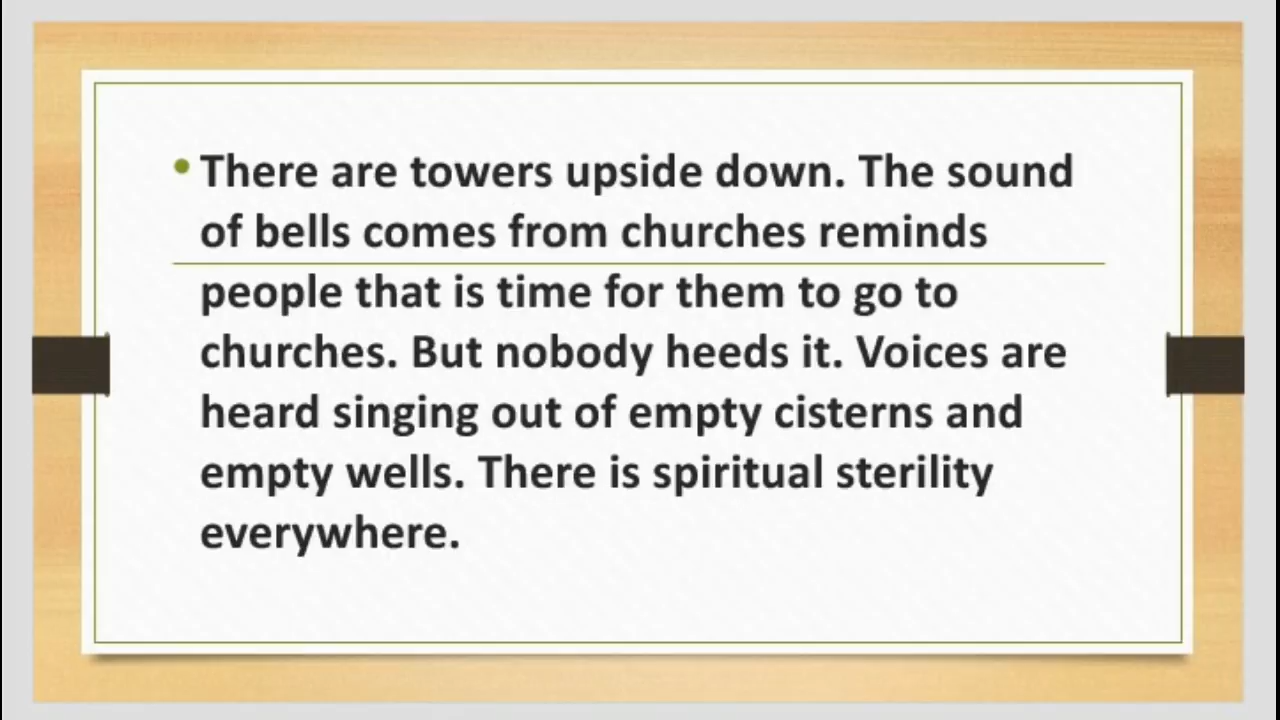 • There are towers upside down. The sound
of bells comes from churches reminds
people that is time for them to go to
churches. But nobody heeds it. Voices are
heard singing out of empty cisterns and
empty wells. There is spiritual sterility
everywhere.